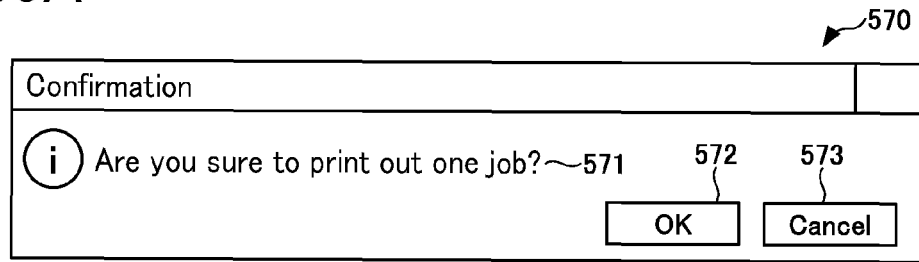 570
Confirmation
i Are you sure to print out one job?~571 572 573
OK Cancel